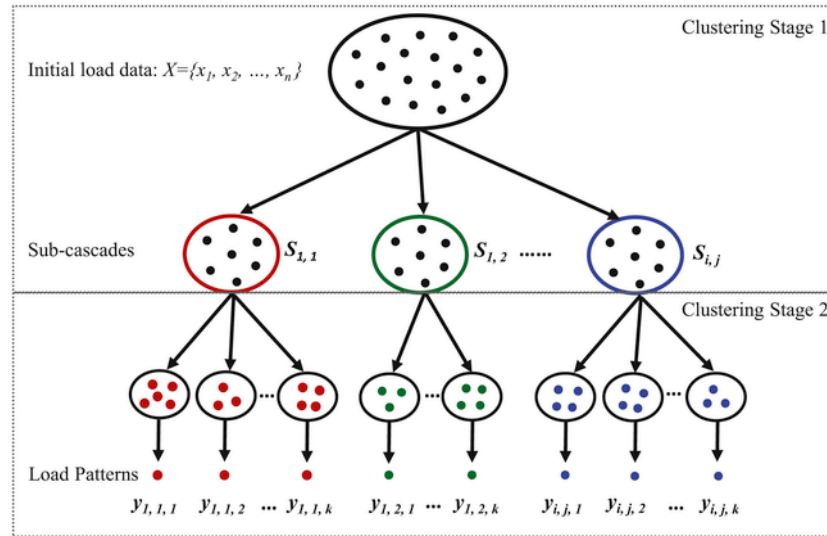 Clustering Stage 1
Initial load data: X={x₁, x₂, ..., xₙ}
Sub-cascades S₁,₁ S₁,₂ ...... Sᵢ,ⱼ
Clustering Stage 2
... ... ...
Load Patterns
y₁,₁,₁ y₁,₁,₂ ... y₁,₁,ₖ y₁,₂,₁ ... y₁,₂,ₖ yᵢ,ⱼ,₁ yᵢ,ⱼ,₂ ... yᵢ,ⱼ,ₖ